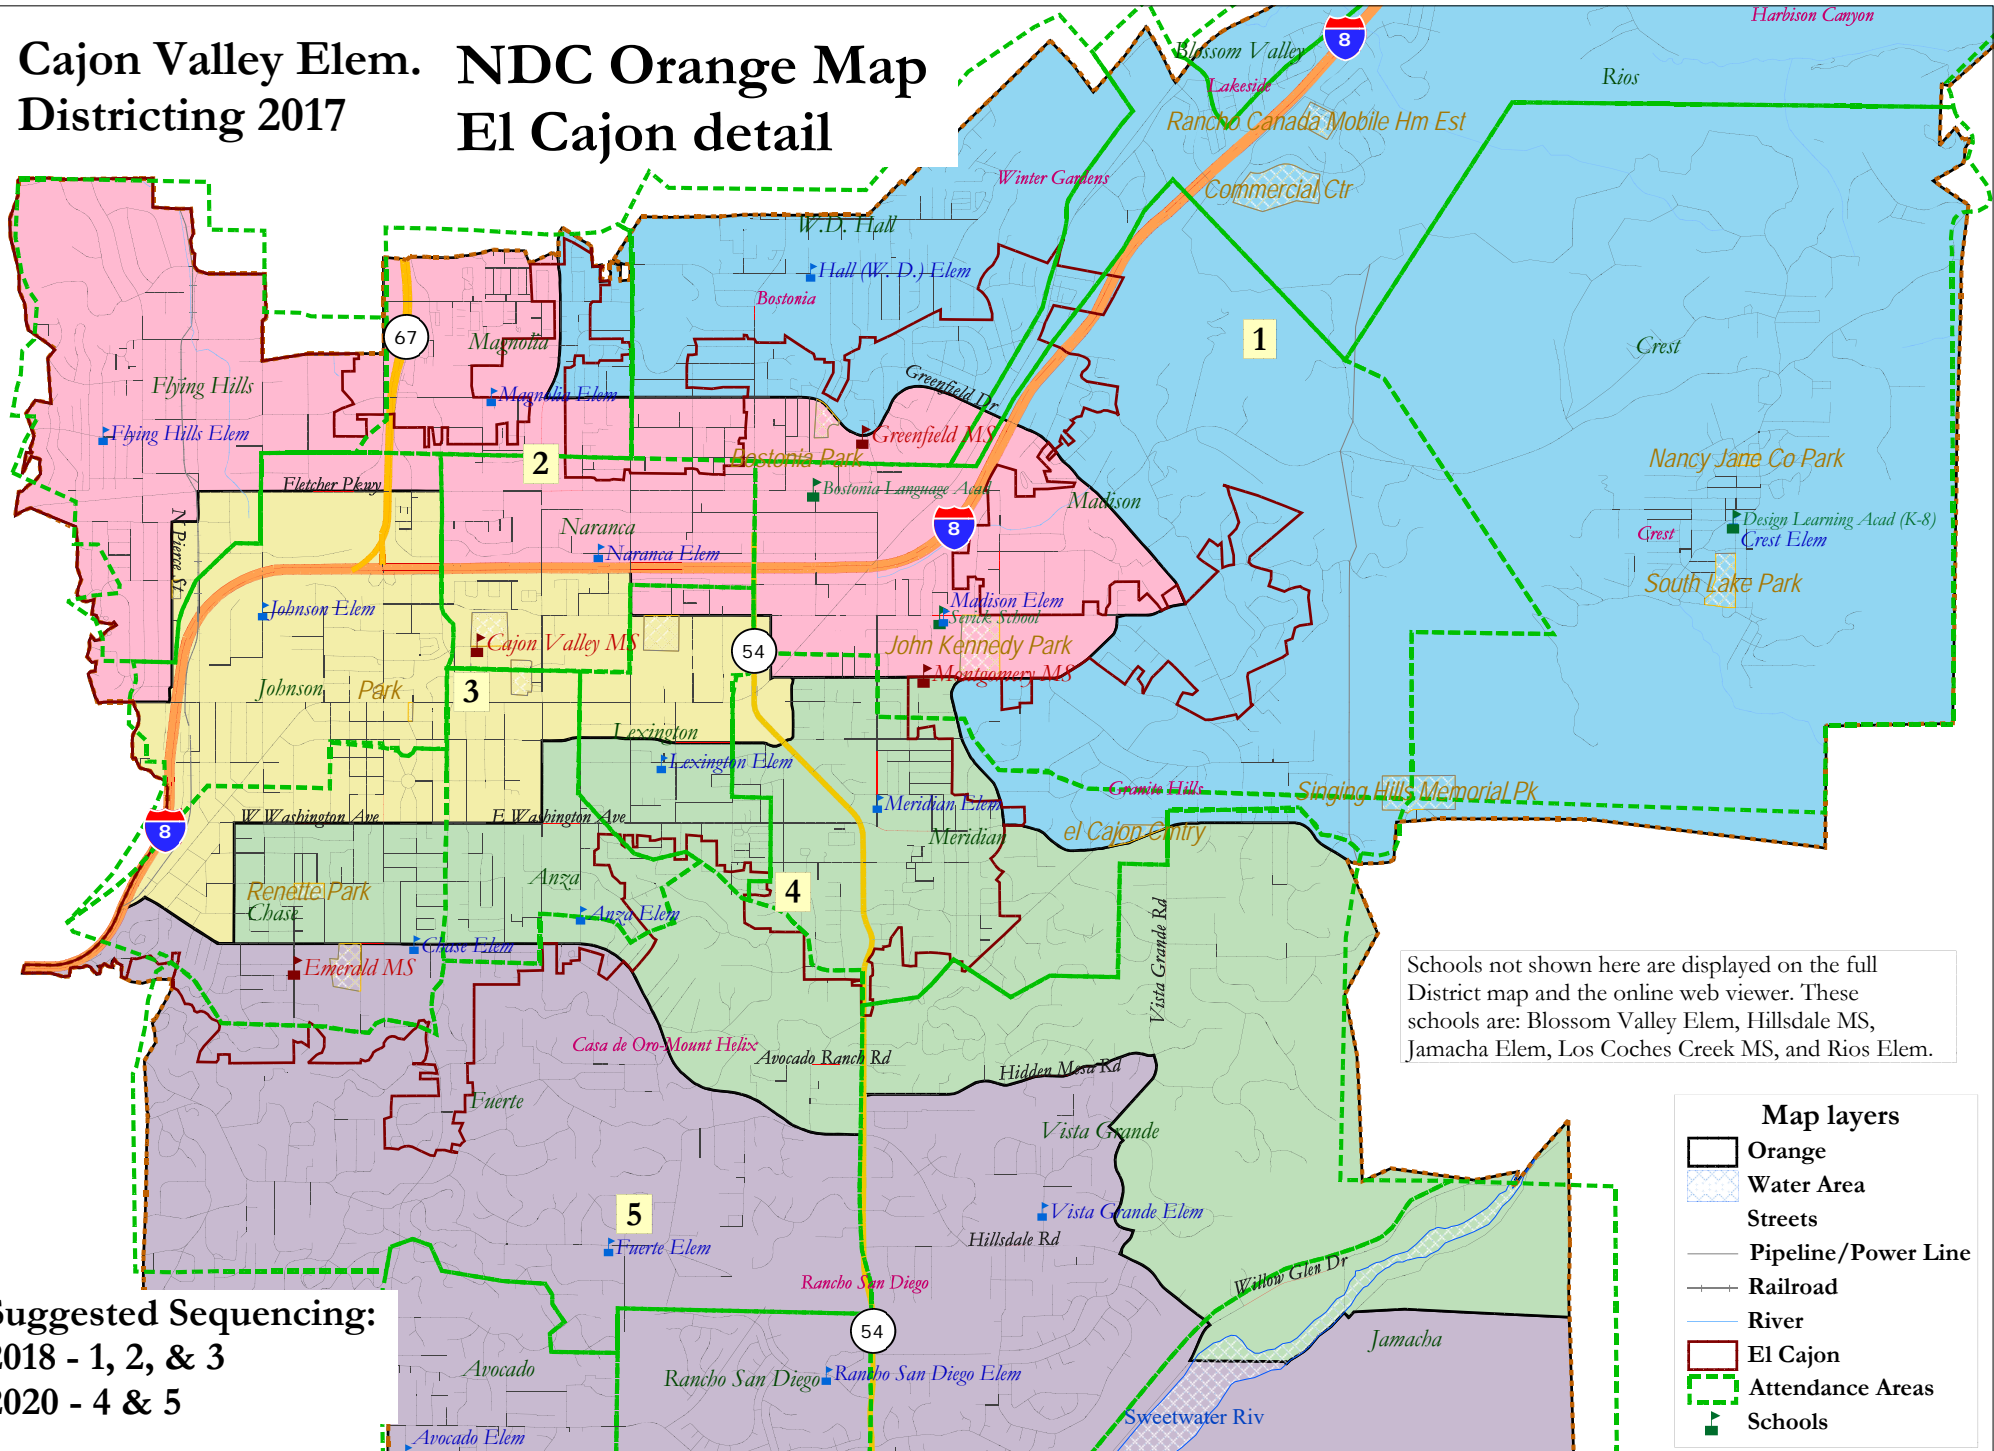 Cajon Valley Elem.
Districting 2017
NDC Orange Map
El Cajon detail
Harbison Canyon
8
Blossom Valley
Lakeside
Rios
Rancho Canada Mobile Hm Est
Winter Gardens
Commercial Ctr
W.D. Hall
Hall (W. D.) Elem
Bostonia
67
Magnolia
1
Crest
Flying Hills
Greenfield Dr
Magnolia Elem
Flying Hills Elem
Greenfield MS
2
Bostonia Park
Nancy Jane Co Park
Fletcher Pkwy
Bostonia Language Acad
Madison
N Pierce St
Naranca
8
Design Learning Acad (K-8)
Crest
Crest Elem
Naranca Elem
South Lake Park
Johnson Elem
Madison Elem
Sevick School
Cajon Valley MS
54
John Kennedy Park
Montgomery MS
Johnson
Park
3
Lexington
Lexington Elem
Granite Hills
Singing Hills Memorial Pk
Meridian Elem
W Washington Ave
E Washington Ave
8
Meridian
el Cajon Cmtry
Anza
4
Renette Park
Chase
Anza Elem
Vista Grande Rd
Chase Elem
Emerald MS
Schools not shown here are displayed on the full
District map and the online web viewer. These
schools are: Blossom Valley Elem, Hillsdale MS,
Jamacha Elem, Los Coches Creek MS, and Rios Elem.
Casa de Oro-Mount Helix
Avocado Ranch Rd
Hidden Mesa Rd
Fuerte
Vista Grande
Map layers
Orange
Water Area
Streets
Pipeline/Power Line
Railroad
River
El Cajon
Attendance Areas
Schools
5
Vista Grande Elem
Fuerte Elem
Hillsdale Rd
Rancho San Diego
Willow Glen Dr
Suggested Sequencing:
2018 - 1, 2, & 3
2020 - 4 & 5
54
Jamacha
Avocado
Rancho San Diego
Rancho San Diego Elem
Sweetwater Riv
Avocado Elem